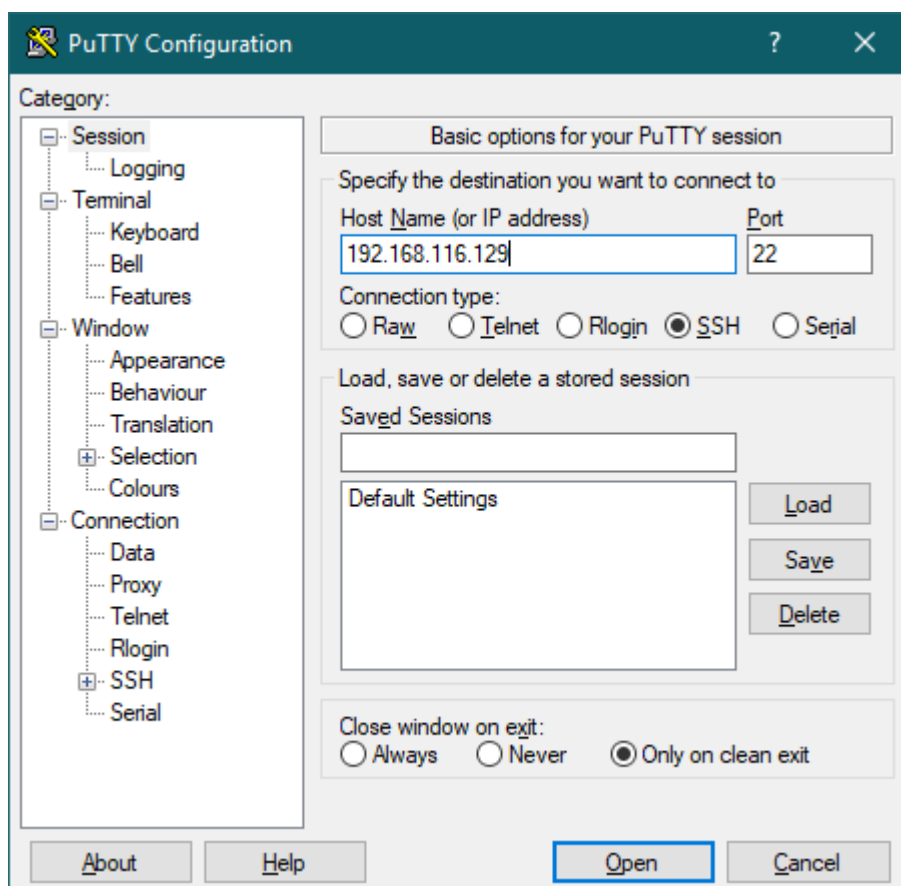 PuTTY Configuration
?
Category:
Session
Logging
Terminal
Keyboard
Bell
Features
Window
Appearance
Behaviour
Translation
Selection
Colours
Connection
Data
Proxy
Telnet
Rlogin
SSH
Serial
Basic options for your PuTTY session
Specify the destination you want to connect to
Host Name (or IP address) Port
192.168.116.129 22
Connection type:
Raw Telnet Rlogin SSH Serial
Load, save or delete a stored session
Saved Sessions
Default Settings
Load
Save
Delete
Close window on exit:
Always Never Only on clean exit
About Help Open Cancel